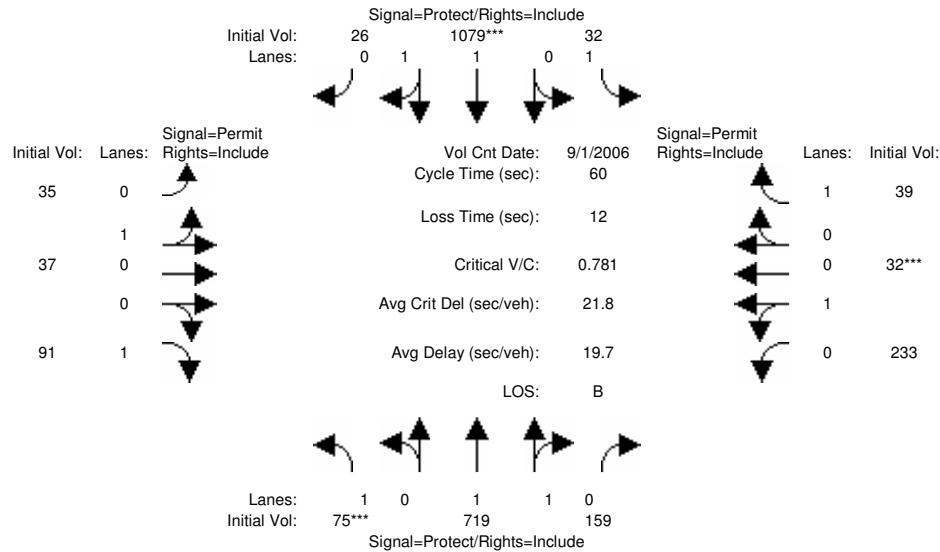 Signal=Protect/Rights=Include
Initial Vol: 26 1079*** 32
Lanes: 0 1 1 0 1
Signal=Permit Signal=Permit
Initial Vol: Lanes: Rights=Include Vol Cnt Date: 9/1/2006 Rights=Include Lanes: Initial Vol:
Cycle Time (sec): 60
35 0 1 39
Loss Time (sec): 12
1 0
37 0 Critical V/C: 0.781 0 32***
0 Avg Crit Del (sec/veh): 21.8 1
91 1 Avg Delay (sec/veh): 19.7 0 233
LOS: B
Lanes: 1 0 1 1 0
Initial Vol: 75*** 719 159
Signal=Protect/Rights=Include